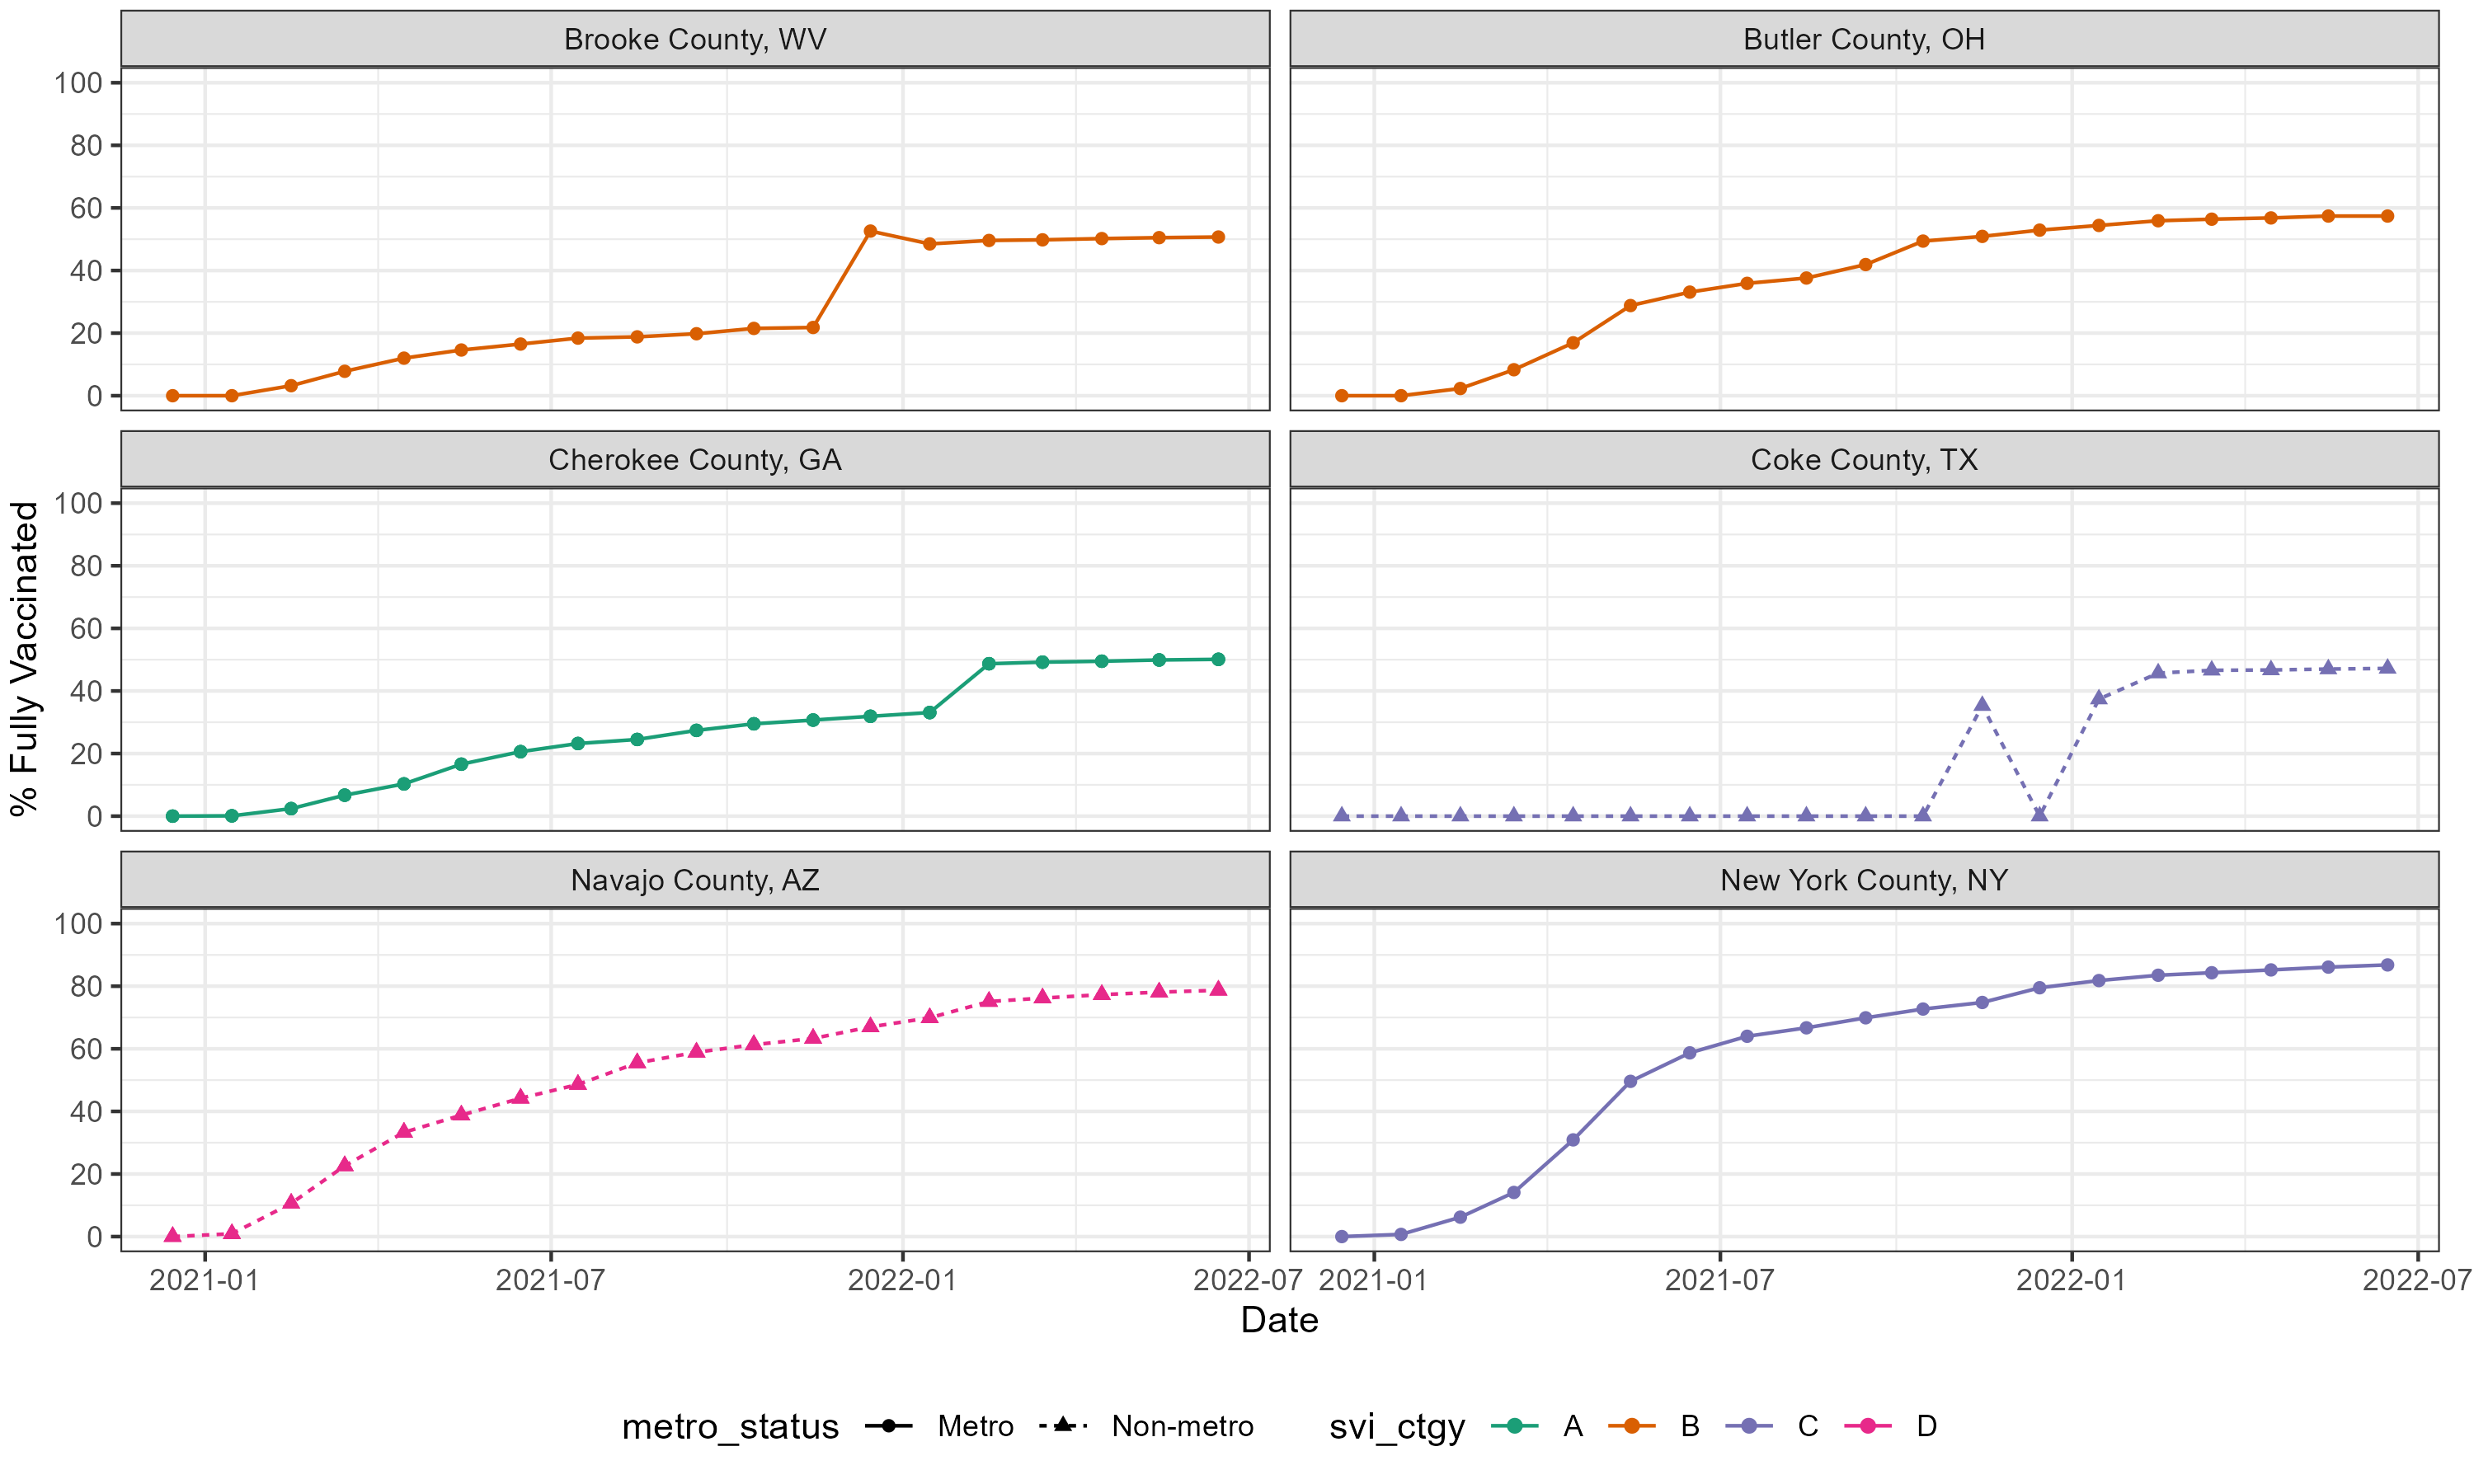 Brooke County, WV
Butler County, OH
100
80
60
40
20
0
Cherokee County, GA
Coke County, TX
100
80
60
40
20
0
% Fully Vaccinated
Navajo County, AZ
New York County, NY
100
80
60
40
20
0
2021-01 2021-07 2022-01 2022-07 2021-01 2021-07 2022-01 2022-07
Date
metro_status Metro Non-metro svi_ctgy A B C D